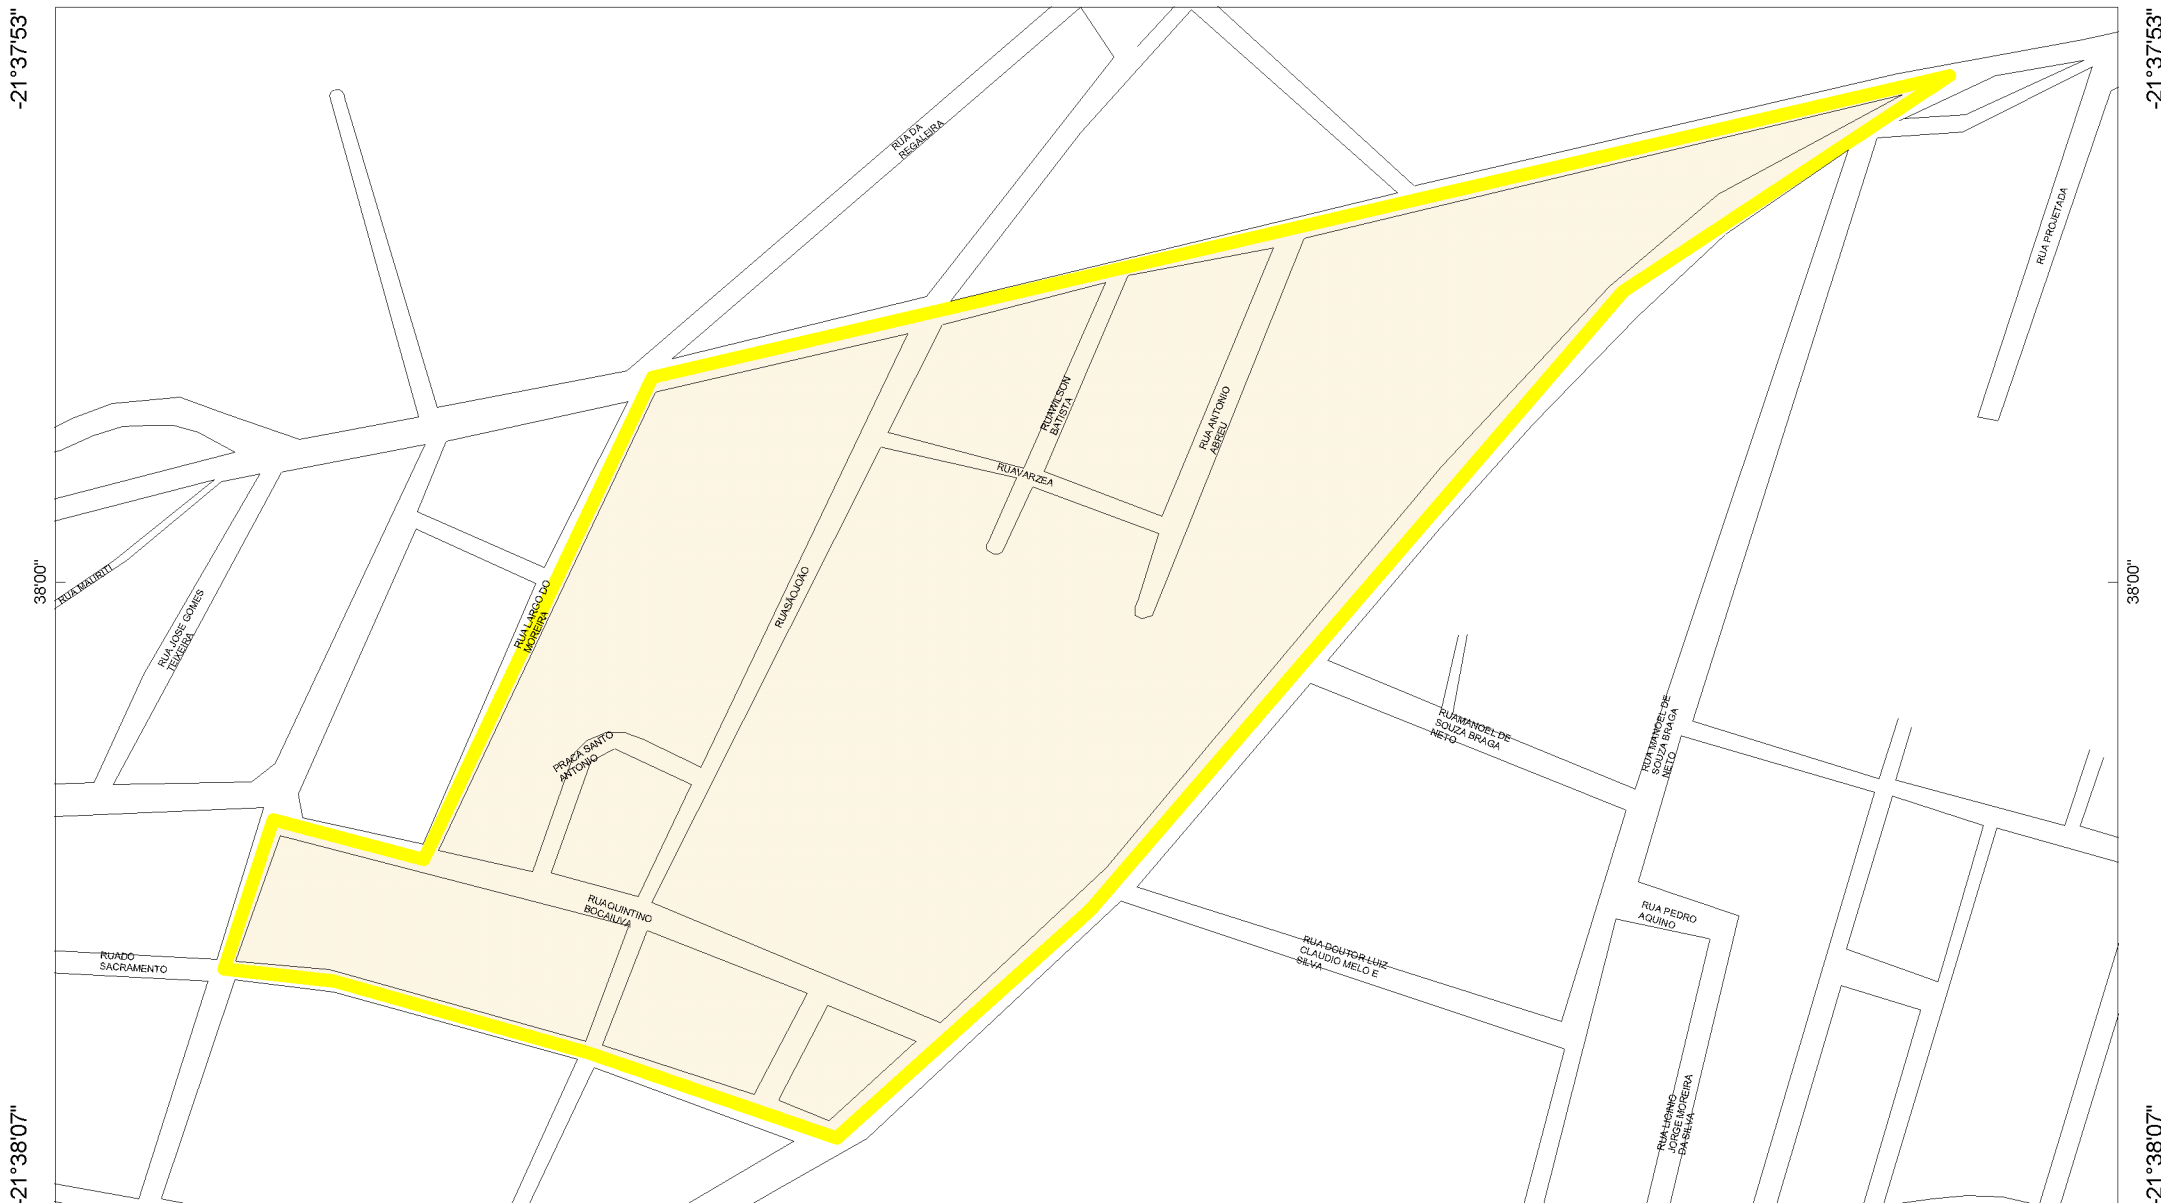 -21°37'53"
-21°37'53"
RUA DA
REGALEIRA
RUA PROJETADA
RUAWILSON
BATISTA
RUA ANTONIO
ABREU
RUAVARZEA
38'00"
38'00"
RUA MAURITI
RUA JOSE GOMES
TEIXEIRA
RUA LARGO DO
MOREIRA
RUASÃOJOÃO
PRAÇA SANTO
ANTONIO
RUAMANOEL DE
SOUZA BRAGA
NETO
RUA MANOEL DE
SOUZA BRAGA
NETO
RUAQUINTINO
BOCAIUVA
RUA PEDRO
AQUINO
RUADO
SACRAMENTO
RUA DOUTOR LUIZ
CLAUDIO MELO E
SILVA
RUA LICINIO
JORGE MOREIRA
DA SILVA
-21°38'07"
-21°38'07"